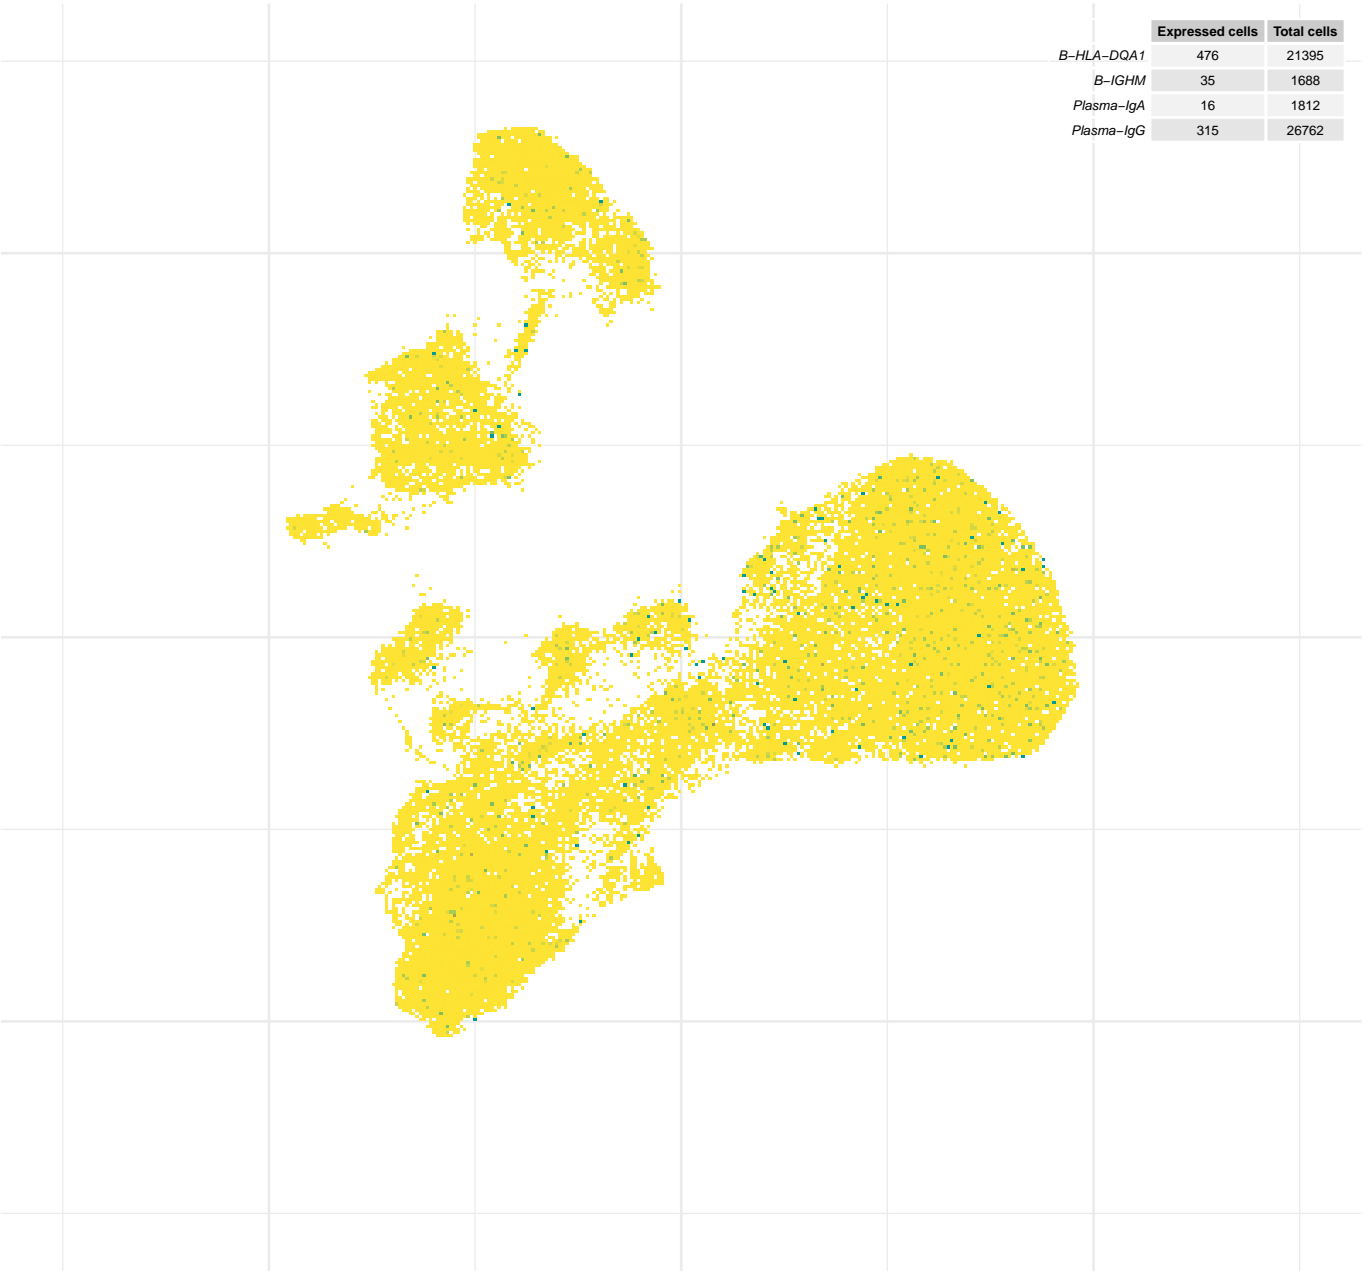 Expressed cells Total cells
B−HLA−DQA1 476 21395
B−IGHM 35 1688
Plasma−IgA 16 1812
Plasma−IgG 315 26762